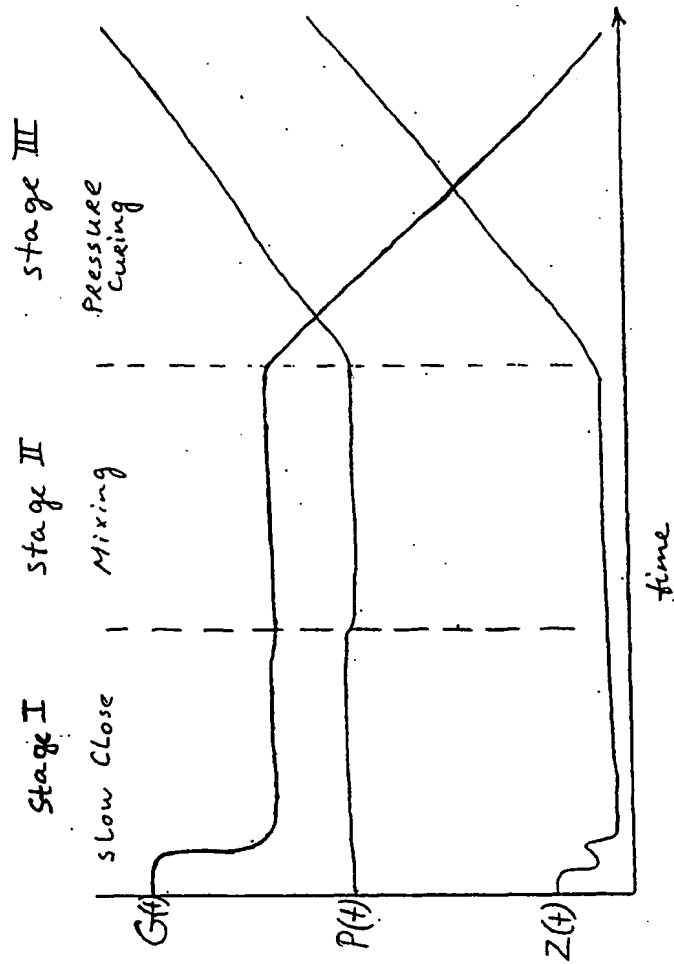 Stage I
Slow Close
Stage II
Mixing
Stage III
Pressure
Curing
G(t)
P(t)
Z(t)
time